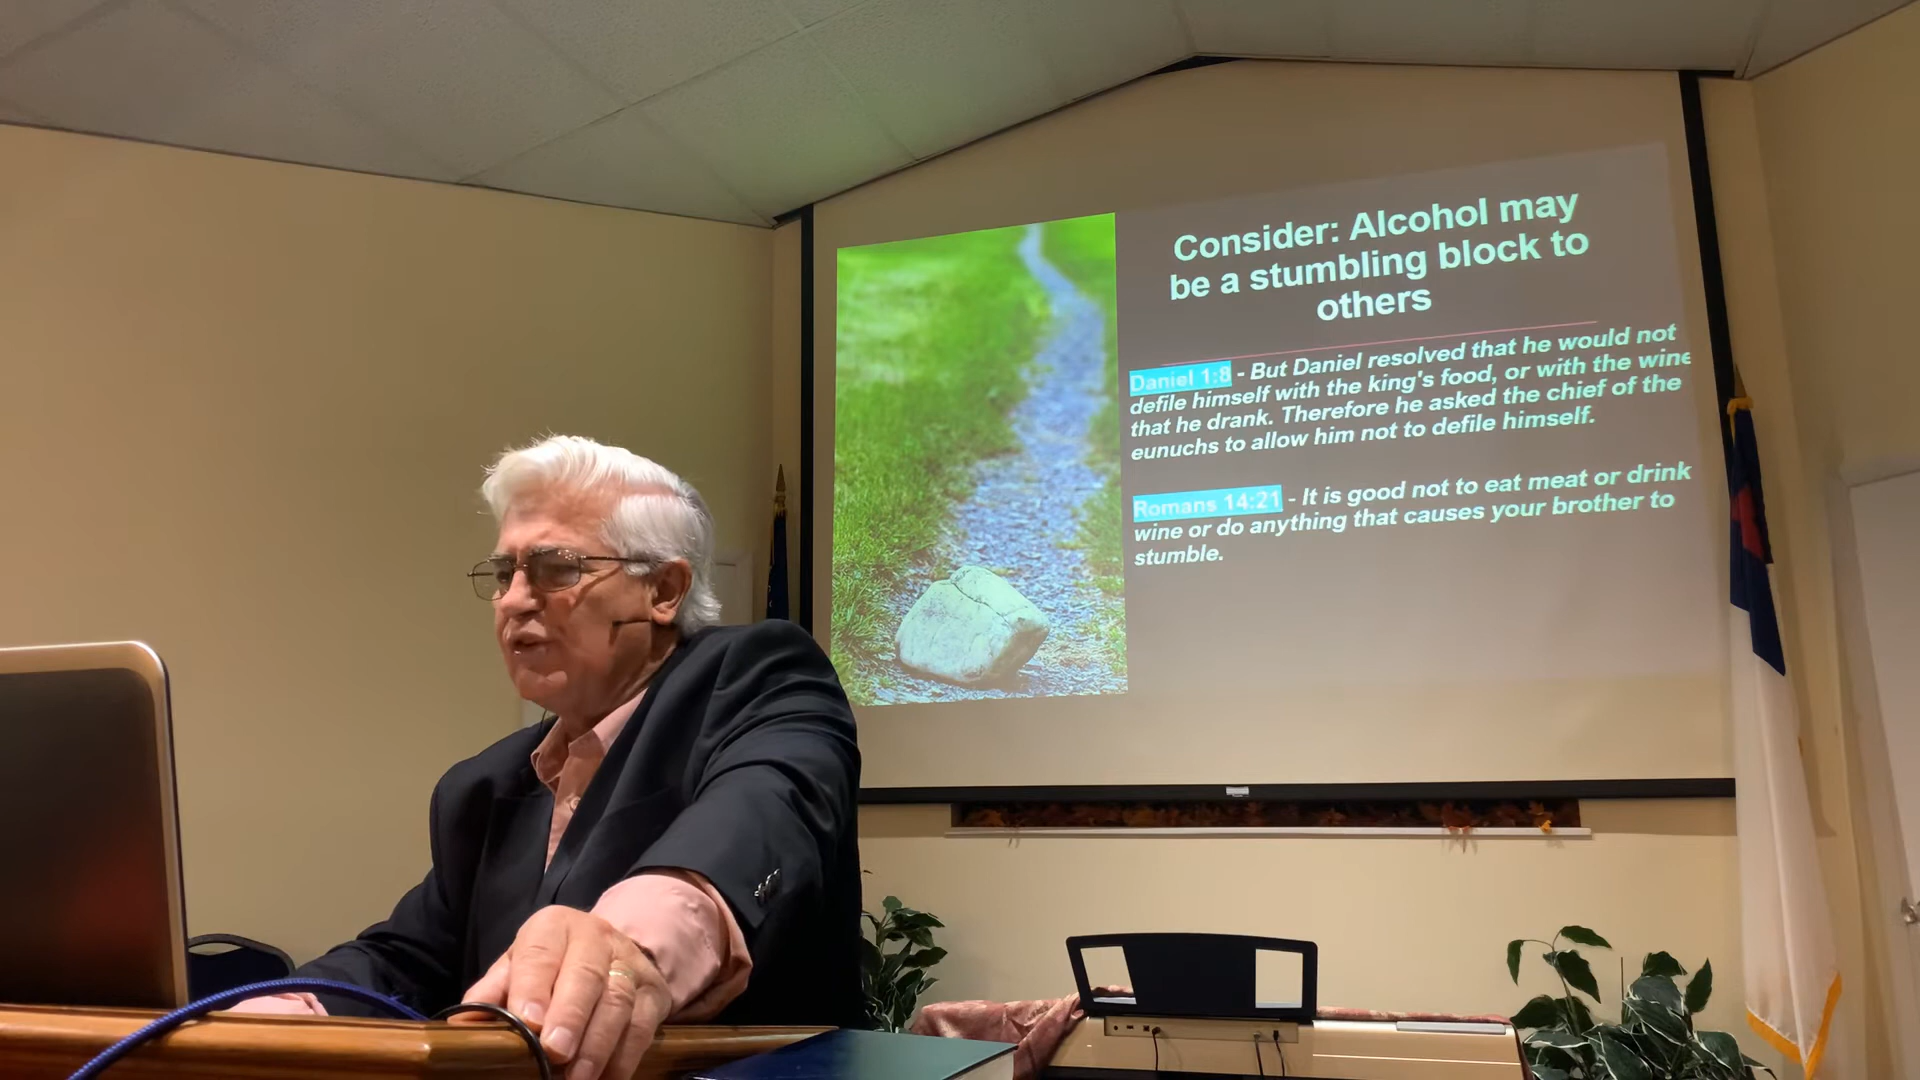 Consider: Alcohol may
be a stumbling block to
others
Daniel 1:8 - But Daniel resolved that he would not
defile himself with the king's food, or with the wine
that he drank. Therefore he asked the chief of the
eunuchs to allow him not to defile himself.
Romans 14:21 - It is good not to eat meat or drink
wine or do anything that causes your brother to
stumble.